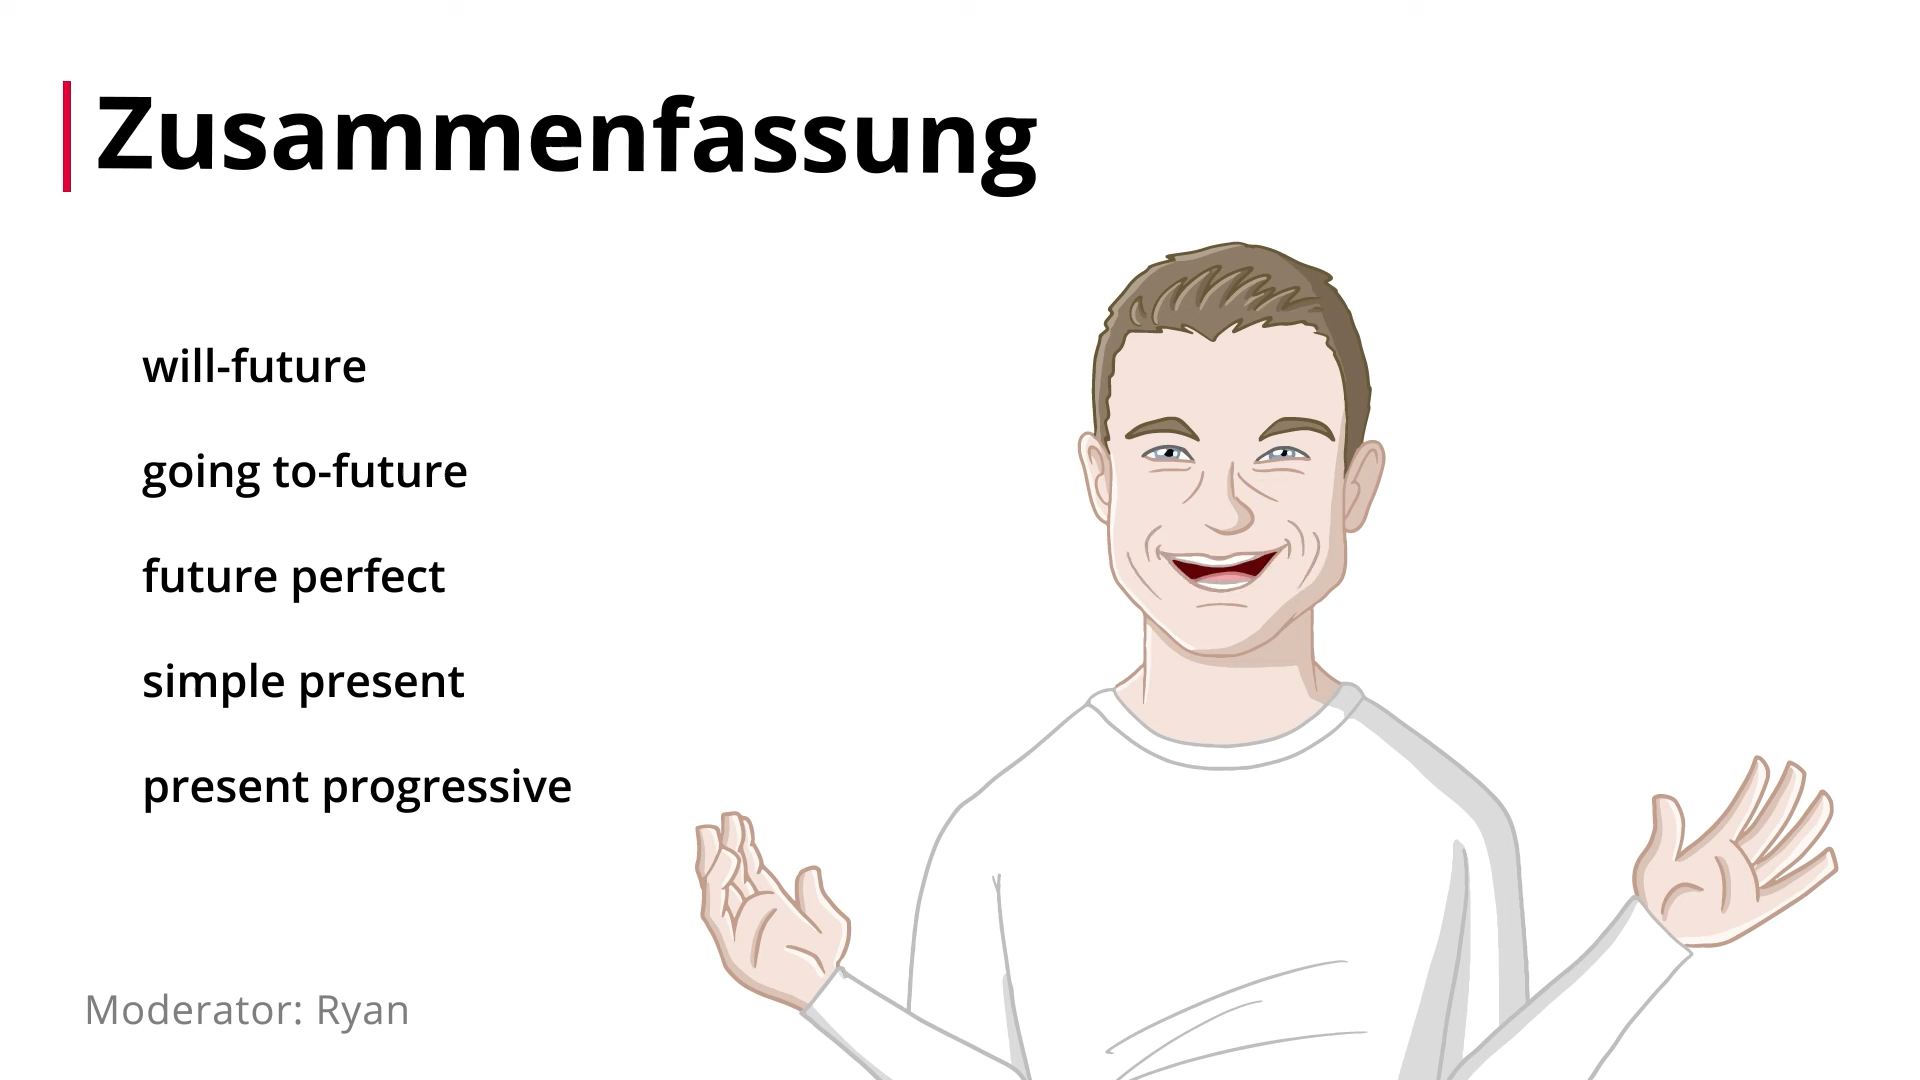 Zusammenfassung
will-future
going to-future
future perfect
simple present
present progressive
Moderator: Ryan